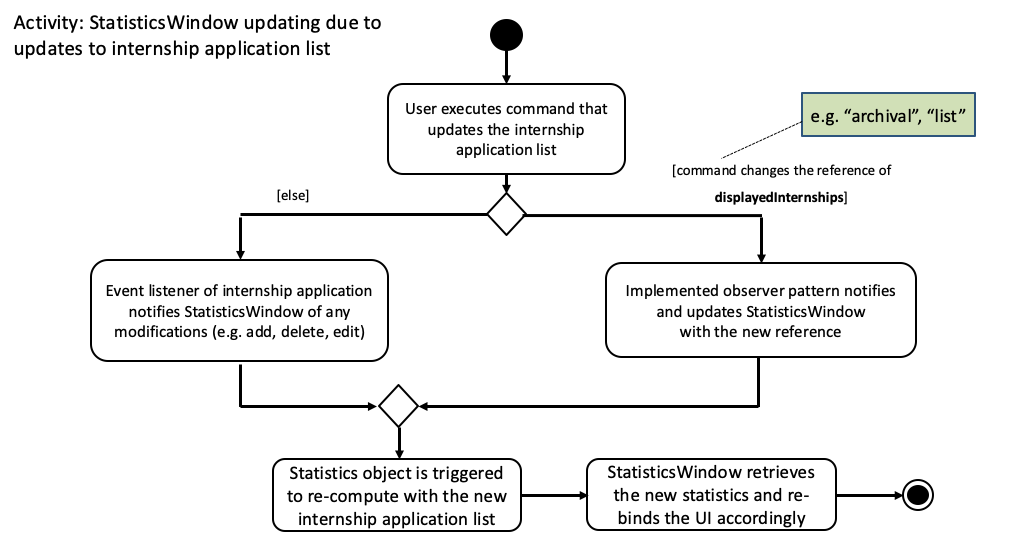 Activity: StatisticsWindow updating due to
updates to internship application list
User executes command that
updates the internship
application list
e.g. “archival”, “list”
[command changes the reference of
displayedInternships]
[else]
Event listener of internship application
notifies StatisticsWindow of any
modifications (e.g. add, delete, edit)
Implemented observer pattern notifies
and updates StatisticsWindow
with the new reference
Statistics object is triggered
to re-compute with the new
internship application list
StatisticsWindow retrieves
the new statistics and re-
binds the UI accordingly